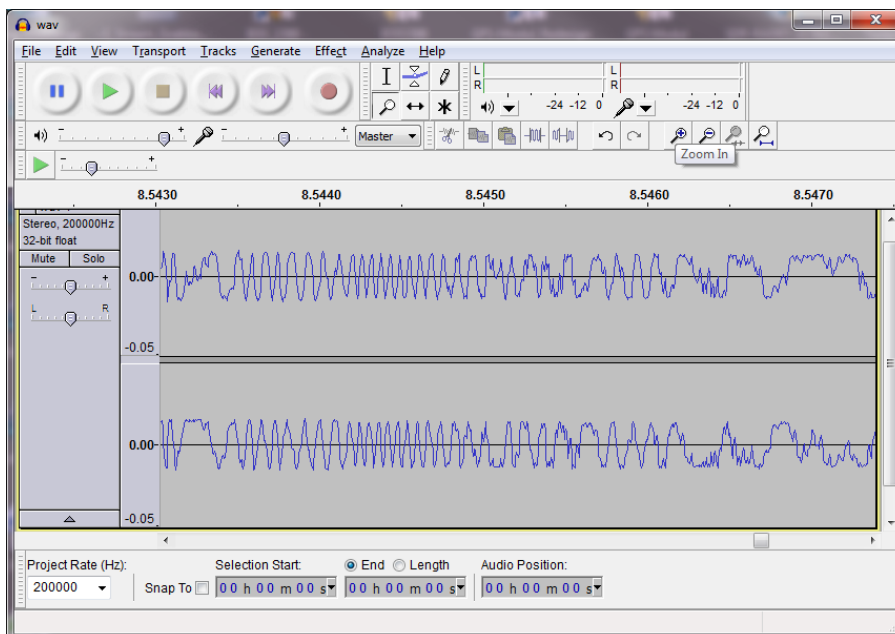 wav
File Edit View Transport Tracks Generate Effect Analyze Help
L
R
L
R
-24 -12 0
-24 -12 0
Master
Zoom In
8.5430 8.5440 8.5450 8.5460 8.5470
Stereo, 200000Hz
32-bit float
Mute Solo
- +
L R
0.00
-0.05
0.00
-0.05
Project Rate (Hz): Selection Start: End Length Audio Position:
200000 Snap To 00 h 00 m 00 s 00 h 00 m 00 s 00 h 00 m 00 s